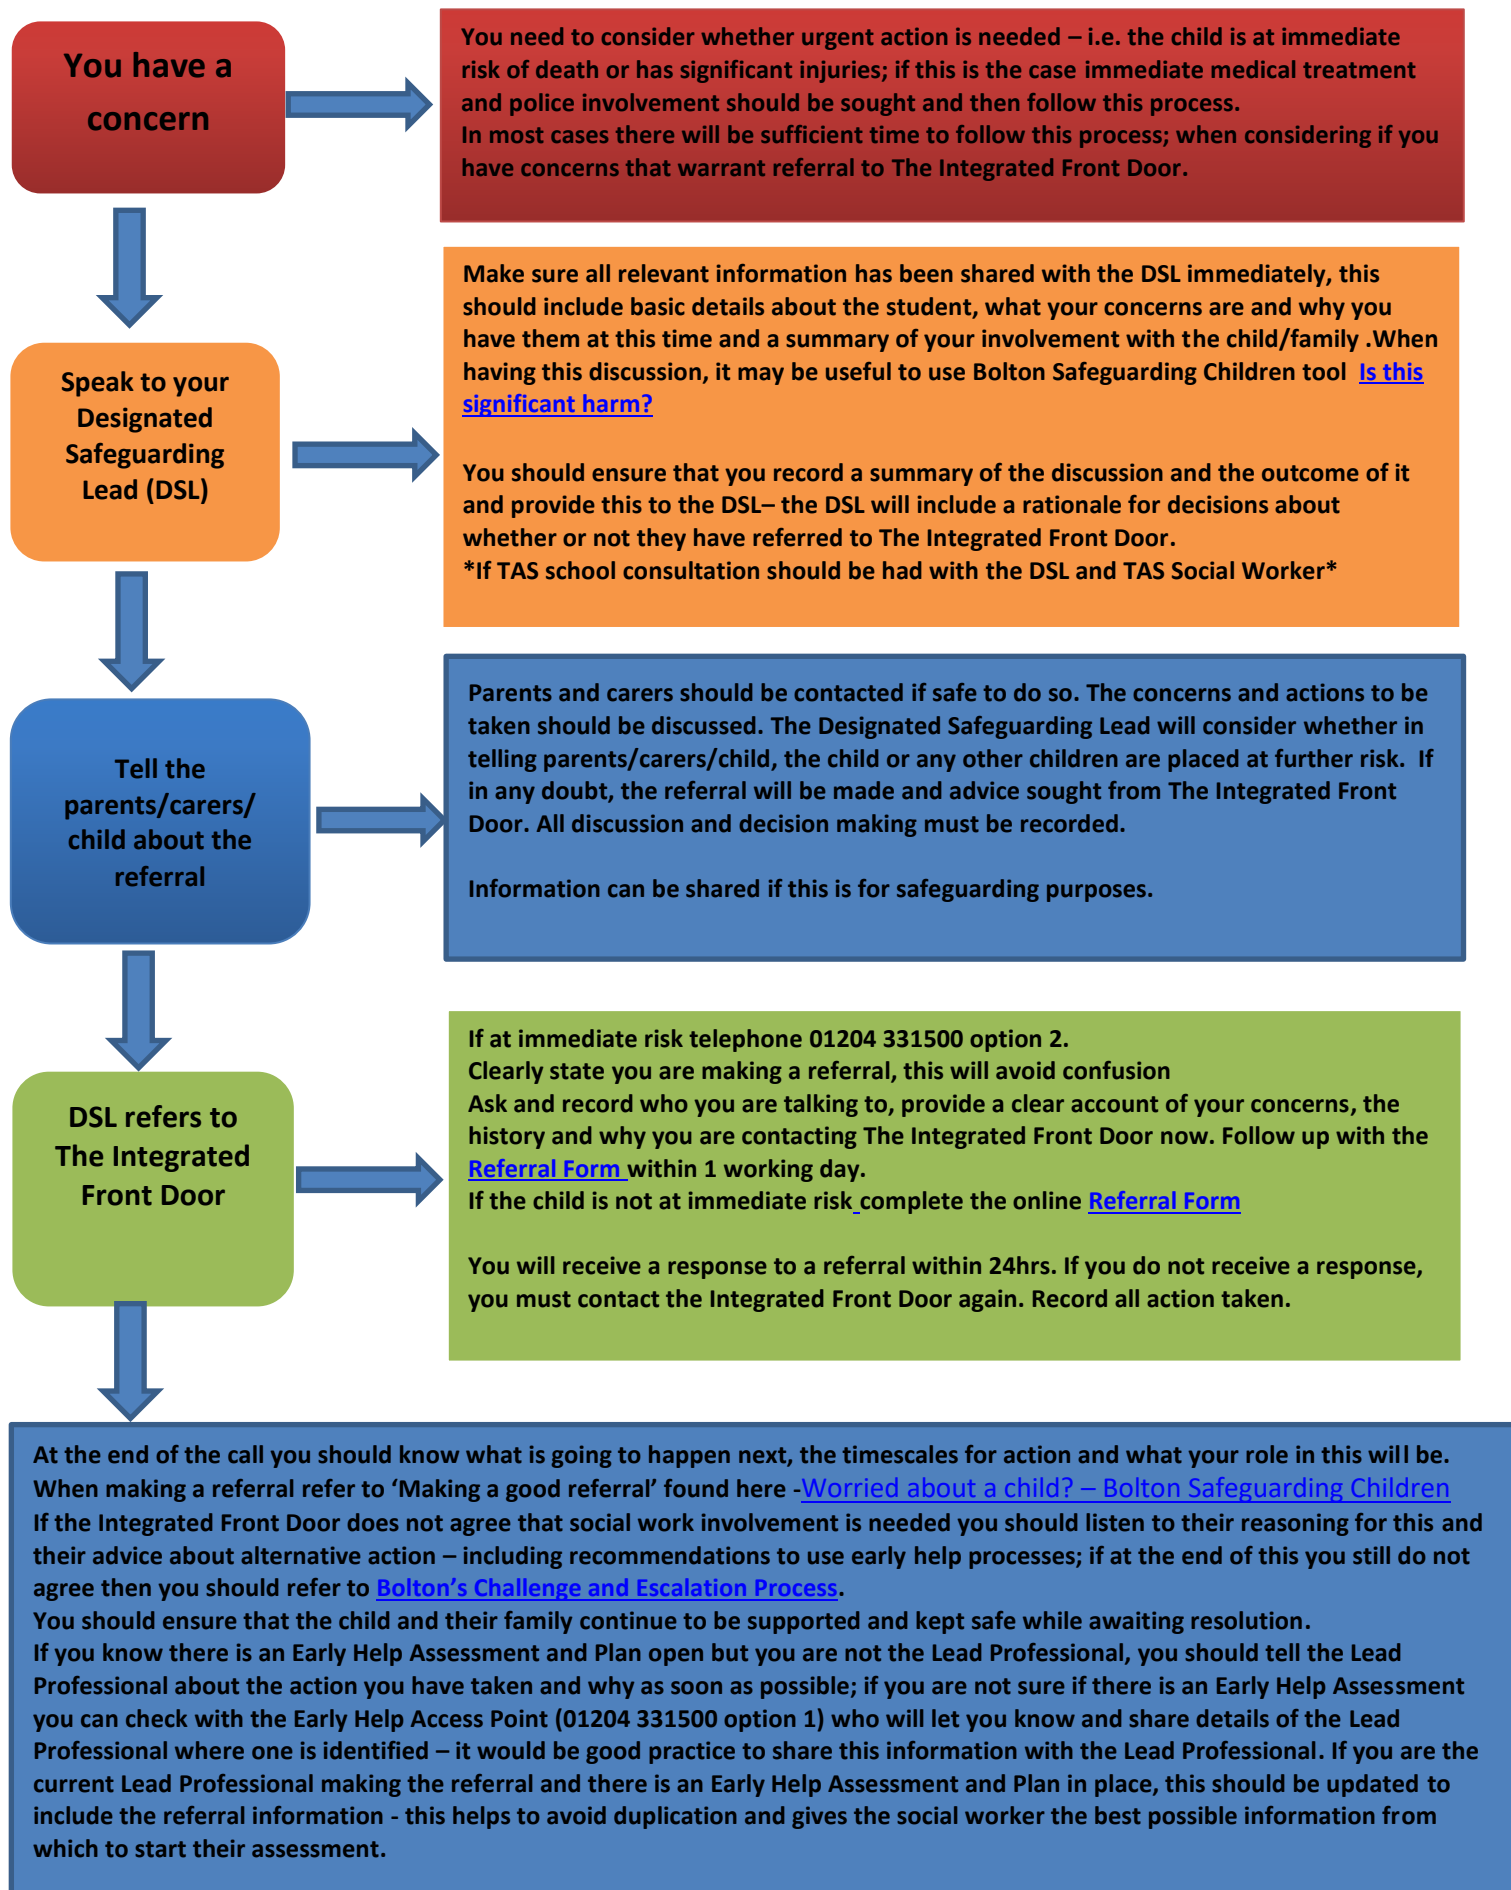 You have a
concern
You need to consider whether urgent action is needed – i.e. the child is at immediate
risk of death or has significant injuries; if this is the case immediate medical treatment
and police involvement should be sought and then follow this process.
In most cases there will be sufficient time to follow this process; when considering if you
have concerns that warrant referral to The Integrated Front Door.
Speak to your
Designated
Safeguarding
Lead (DSL)
Make sure all relevant information has been shared with the DSL immediately, this
should include basic details about the student, what your concerns are and why you
have them at this time and a summary of your involvement with the child/family .When
having this discussion, it may be useful to use Bolton Safeguarding Children tool Is this
significant harm?
You should ensure that you record a summary of the discussion and the outcome of it
and provide this to the DSL– the DSL will include a rationale for decisions about
whether or not they have referred to The Integrated Front Door.
*If TAS school consultation should be had with the DSL and TAS Social Worker*
Tell the
parents/carers/
child about the
referral
Parents and carers should be contacted if safe to do so. The concerns and actions to be
taken should be discussed. The Designated Safeguarding Lead will consider whether in
telling parents/carers/child, the child or any other children are placed at further risk. If
in any doubt, the referral will be made and advice sought from The Integrated Front
Door. All discussion and decision making must be recorded.
Information can be shared if this is for safeguarding purposes.
DSL refers to
The Integrated
Front Door
If at immediate risk telephone 01204 331500 option 2.
Clearly state you are making a referral, this will avoid confusion
Ask and record who you are talking to, provide a clear account of your concerns, the
history and why you are contacting The Integrated Front Door now. Follow up with the
Referral Form within 1 working day.
If the child is not at immediate risk complete the online Referral Form
You will receive a response to a referral within 24hrs. If you do not receive a response,
you must contact the Integrated Front Door again. Record all action taken.
At the end of the call you should know what is going to happen next, the timescales for action and what your role in this will be.
When making a referral refer to ‘Making a good referral’ found here -Worried about a child? – Bolton Safeguarding Children
If the Integrated Front Door does not agree that social work involvement is needed you should listen to their reasoning for this and
their advice about alternative action – including recommendations to use early help processes; if at the end of this you still do not
agree then you should refer to Bolton’s Challenge and Escalation Process.
You should ensure that the child and their family continue to be supported and kept safe while awaiting resolution.
If you know there is an Early Help Assessment and Plan open but you are not the Lead Professional, you should tell the Lead
Professional about the action you have taken and why as soon as possible; if you are not sure if there is an Early Help Assessment
you can check with the Early Help Access Point (01204 331500 option 1) who will let you know and share details of the Lead
Professional where one is identified – it would be good practice to share this information with the Lead Professional. If you are the
current Lead Professional making the referral and there is an Early Help Assessment and Plan in place, this should be updated to
include the referral information - this helps to avoid duplication and gives the social worker the best possible information from
which to start their assessment.